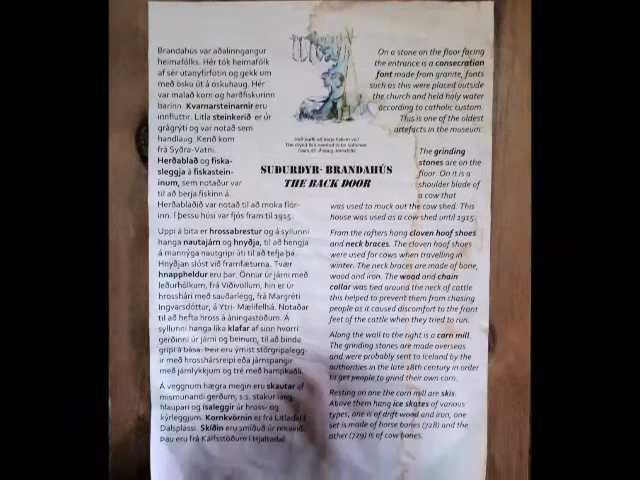 Brandahús var aðalinngangur
heimafólks. Hér tók heimafólk
af sér utanyfirfötin og gekk um
með ösku út á öskuhaug. Hér
var malað korn og harðfiskurinn
barinn. Kvarnarsteinarnir eru
innfluttir. Litla steinkerið er úr
grágrýti og var notað sem
handlaug. Kerið kom
frá Syðra-Vatni.
Herðablað og fiska-
sleggja á fiskastein-
inum, sem notaður var
til að berja fiskinn á.
Herðablaðið var notað til að moka flór-
inn. Í þessu húsi var fjós fram til 1915.
Uppi á bita er hrossabrestur og á syllunni
hanga nautajárn og hnyðja, til að hengja
á mannýga nautgripi úti til að tefja þá.
Hnyðjan slóst við framfæturna. Tvær
hnappheldur eru þar. Önnur úr járni með
leðurhólkum, frá Víðivöllum, hin er úr
hrosshári með sauðarlegg, frá Margréti
Ingvarsdóttur, á Ytri- Mælifellsá. Notaðar
til að hefta hross á áningastöðum. Á
syllunni hanga líka klafar af sinn hvorri
gerðinni úr járni og beinum, til að binda
gripi á bása. Þeir eru ýmist stórgripalegg-
ir með hrosshársreipi eða járnspangir
með járnlykkjum og tré með hampkaðli.
Á veggnum hægra megin eru skautar af
mismunandi gerðum, s.s. stakur lang-
hlaupari og ísaleggir úr hross- og
kýrleggjum. Kornkvörnin er frá Litladal í
Dalsplássi. Skíðin eru smíðuð úr rekaviði.
Þau eru frá Kálfsstöðum í Hjaltadal
The dryed fish needed to be softened
SUÐURDYR- BRANDAHÚS
THE BACK DOOR
On a stone on the floor facing
the entrance is a consecration
font made from granite, fonts
such as this were placed outside
the church and held holy water
according to catholic custom.
This is one of the oldest
artefacts in the museum.
The grinding
stones are on the
floor. On it is a
shoulder blade of
a cow that
was used to muck out the cow shed. This
house was used as a cow shed until 1915.
From the rafters hang cloven hoof shoes
and neck braces. The cloven hoof shoes
were used for cows when travelling in
winter. The neck braces are made of bone,
wood and iron. The wood and chain
collar was tied around the neck of cattle
this helped to prevent them from chasing
people as it caused discomfort to the front
feet of the cattle when they tried to run.
Along the wall to the right is a corn mill.
The grinding stones are made overseas
and were probably sent to Iceland by the
authorities in the late 18th century in order
to get people to grind their own corn.
Resting on one the corn mill are skis.
Above them hang ice skates of various
types, one is of drift wood and iron, one
set is made of horse bones (728) and the
other (729) is of cow bones.